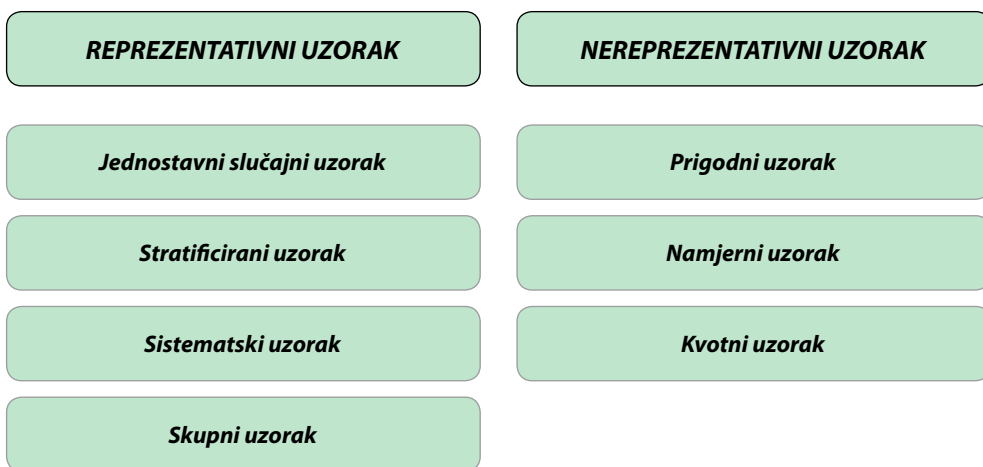 REPREZENTATIVNI UZORAK
Jednostavni slučajni uzorak
Stratificirani uzorak
Sistematski uzorak
Skupni uzorak
NEREPREZENTATIVNI UZORAK
Prigodni uzorak
Namjerni uzorak
Kvotni uzorak